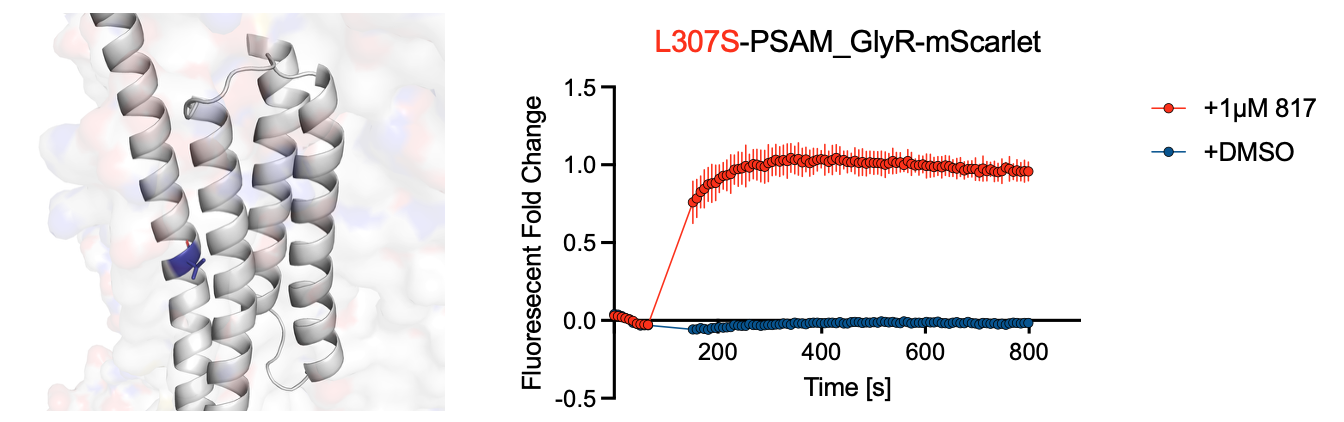 L307S-PSAM_GlyR-mScarlet
Fluoresecent Fold Change
1.5
1.0
0.5
0.0
-0.5
200 400 600 800
Time [s]
+1µM 817
+DMSO